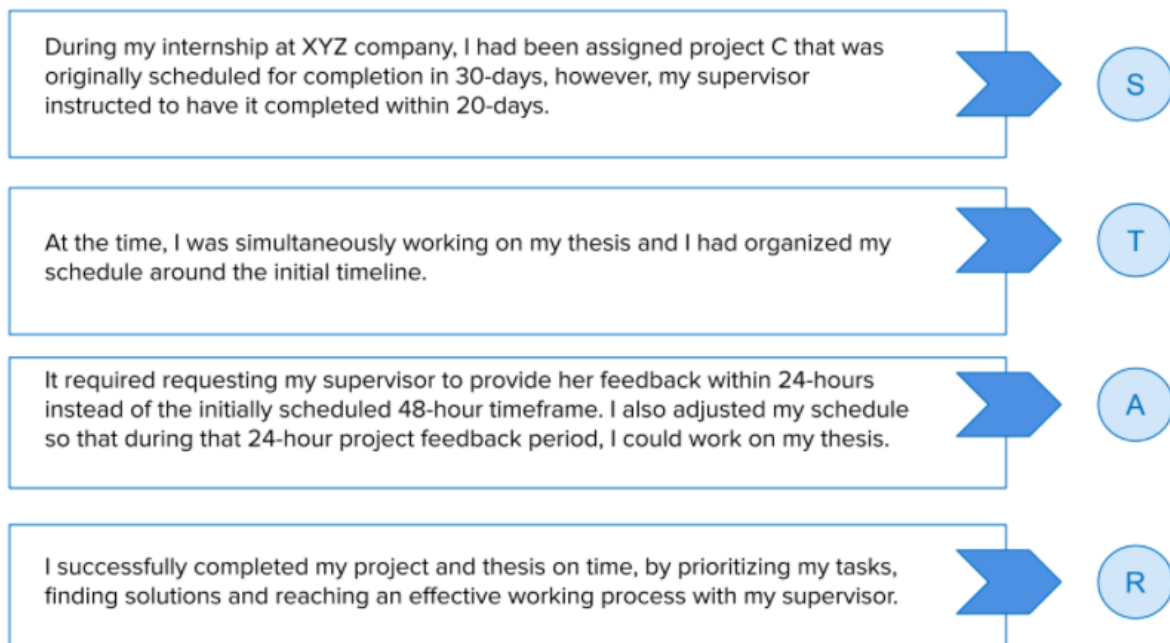 During my internship at XYZ company, I had been assigned project C that was
originally scheduled for completion in 30-days, however, my supervisor
instructed to have it completed within 20-days.
S
At the time, I was simultaneously working on my thesis and I had organized my
schedule around the initial timeline.
T
It required requesting my supervisor to provide her feedback within 24-hours
instead of the initially scheduled 48-hour timeframe. I also adjusted my schedule
so that during that 24-hour project feedback period, I could work on my thesis.
A
I successfully completed my project and thesis on time, by prioritizing my tasks,
finding solutions and reaching an effective working process with my supervisor.
R